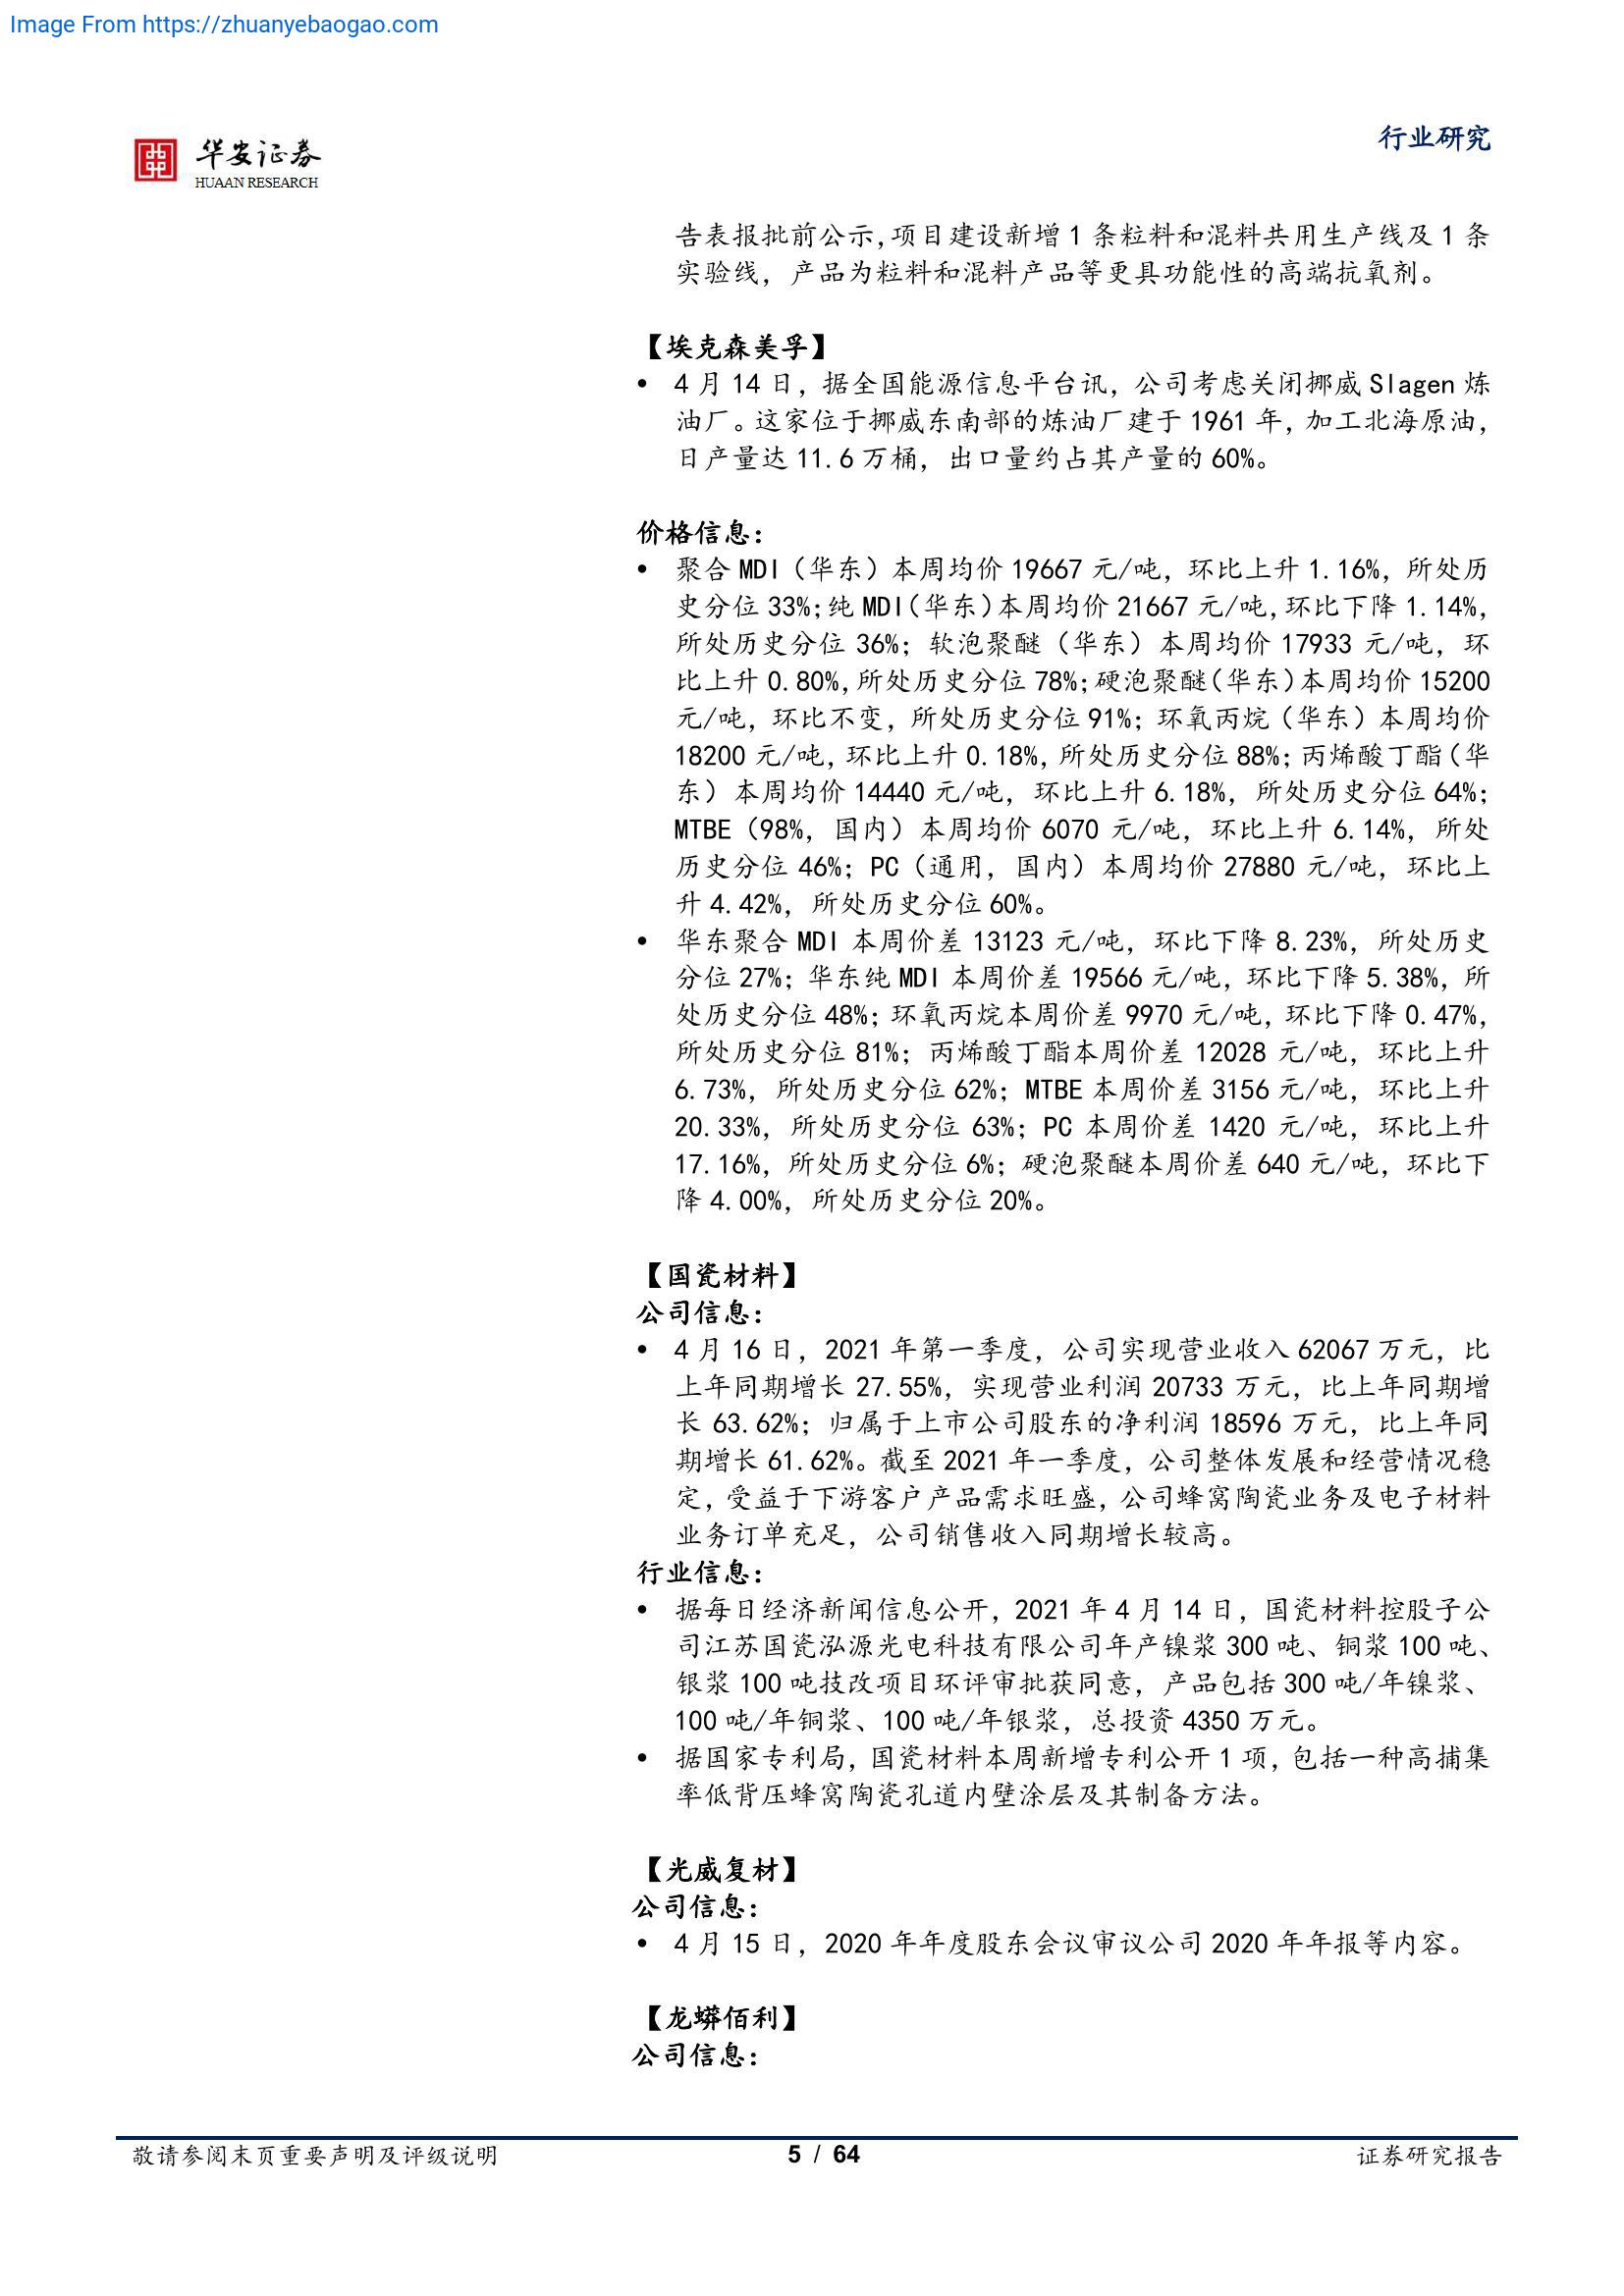 Image From https://zhuanyebaogao.com
华安证券
HUAAN RESEARCH
行业研究
告表报批前公示,项目建设新增 1 条粒料和混料共用生产线及 1 条
实验线，产品为粒料和混料产品等更具功能性的高端抗氧剂。
【埃克森美孚】
• 4 月 14 日，据全国能源信息平台讯，公司考虑关闭挪威 Slagen 炼
油厂。这家位于挪威东南部的炼油厂建于 1961 年，加工北海原油，
日产量达 11.6 万桶，出口量约占其产量的 60%。
价格信息：
• 聚合 MDI（华东）本周均价 19667 元/吨，环比上升 1.16%，所处历
史分位 33%；纯 MDI（华东）本周均价 21667 元/吨，环比下降 1.14%，
所处历史分位 36%；软泡聚醚（华东）本周均价 17933 元/吨，环
比上升 0.80%，所处历史分位 78%；硬泡聚醚（华东）本周均价 15200
元/吨，环比不变，所处历史分位 91%；环氧丙烷（华东）本周均价
18200 元/吨，环比上升 0.18%，所处历史分位 88%；丙烯酸丁酯（华
东）本周均价 14440 元/吨，环比上升 6.18%，所处历史分位 64%；
MTBE（98%，国内）本周均价 6070 元/吨，环比上升 6.14%，所处
历史分位 46%；PC（通用，国内）本周均价 27880 元/吨，环比上
升 4.42%，所处历史分位 60%。
• 华东聚合 MDI 本周价差 13123 元/吨，环比下降 8.23%，所处历史
分位 27%；华东纯 MDI 本周价差 19566 元/吨，环比下降 5.38%，所
处历史分位 48%；环氧丙烷本周价差 9970 元/吨，环比下降 0.47%，
所处历史分位 81%；丙烯酸丁酯本周价差 12028 元/吨，环比上升
6.73%，所处历史分位 62%；MTBE 本周价差 3156 元/吨，环比上升
20.33%，所处历史分位 63%；PC 本周价差 1420 元/吨，环比上升
17.16%，所处历史分位 6%；硬泡聚醚本周价差 640 元/吨，环比下
降 4.00%，所处历史分位 20%。
【国瓷材料】
公司信息：
• 4 月 16 日，2021 年第一季度，公司实现营业收入 62067 万元，比
上年同期增长 27.55%，实现营业利润 20733 万元，比上年同期增
长 63.62%；归属于上市公司股东的净利润 18596 万元，比上年同
期增长 61.62%。截至 2021 年一季度，公司整体发展和经营情况稳
定，受益于下游客户产品需求旺盛，公司蜂窝陶瓷业务及电子材料
业务订单充足，公司销售收入同期增长较高。
行业信息：
• 据每日经济新闻信息公开，2021 年 4 月 14 日，国瓷材料控股子公
司江苏国瓷泓源光电科技有限公司年产镍浆 300 吨、铜浆 100 吨、
银浆 100 吨技改项目环评审批获同意，产品包括 300 吨/年镍浆、
100 吨/年铜浆、100 吨/年银浆，总投资 4350 万元。
• 据国家专利局，国瓷材料本周新增专利公开 1 项，包括一种高捕集
率低背压蜂窝陶瓷孔道内壁涂层及其制备方法。
【光威复材】
公司信息：
• 4 月 15 日，2020 年年度股东会议审议公司 2020 年年报等内容。
【龙蟒佰利】
公司信息：
敬请参阅末页重要声明及评级说明
5 / 64
证券研究报告